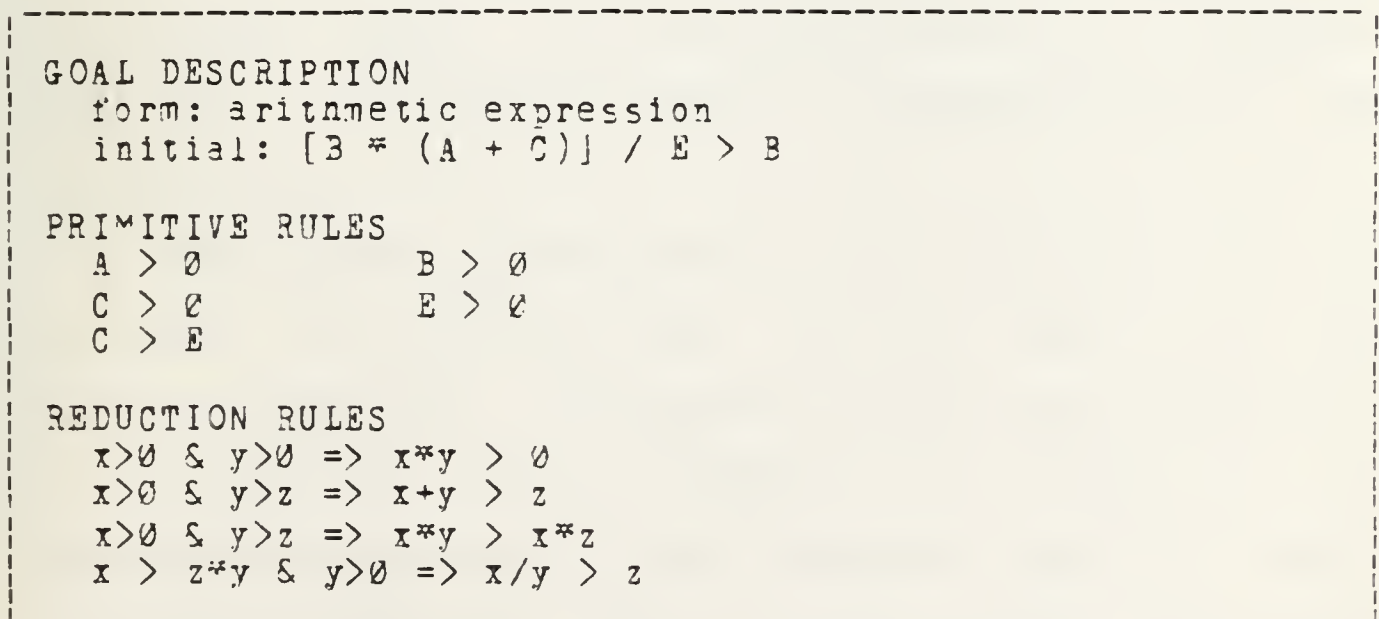 GOAL DESCRIPTION
form: aritnmetic expression
initial: [B * (A + C)] / E > B
PRIMITIVE RULES
A > 0 B > 0
C > 0 E > 0
C > E
REDUCTION RULES
x>0 & y>0 => x*y > 0
x>0 & y>z => x+y > z
x>0 & y>z => x*y > x*z
x > z*y & y>0 => x/y > z